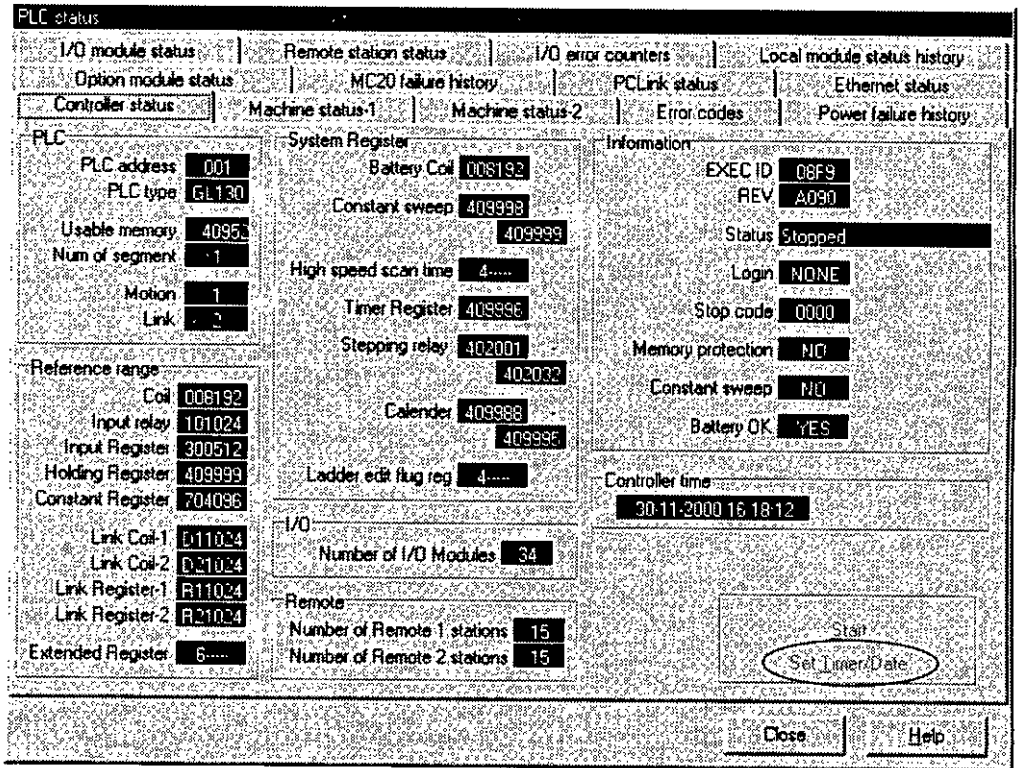 PLC status
I/O module status
Remote station status
I/O error counters
Local module status history
Option module status
MC20 failure history
PCLink status
Ethernet status
Controller status
Machine status-1
Machine status-2
Error codes
Power failure history
PLC
PLC address 001
PLC type GL130
Usable memory 40953
Num of segment 1
Motion 1
Link 2
Reference range
Coil 008192
Input relay 101024
Input Register 300512
Holding Register 409999
Constant Register 704096
Link Coil-1 D11024
Link Coil-2 D21024
Link Register-1 R11024
Link Register-2 R21024
Extended Register 6-----
System Register
Battery Coil 008192
Constant sweep 409998
409999
High speed scan time 4-----
Timer Register 409996
Stepping relay 402001
402032
Calender 409988
409995
Ladder edit flug reg 4-----
I/O
Number of I/O Modules 34
Remote
Number of Remote 1 stations 15
Number of Remote 2 stations 15
Information
EXEC ID 08F9
REV A090
Status Stopped
Login NONE
Stop code 0000
Memory protection NO
Constant sweep NO
Battery OK YES
Controller time
30-11-2000 16:18:12
Start
Set Timer/Date
Close
Help